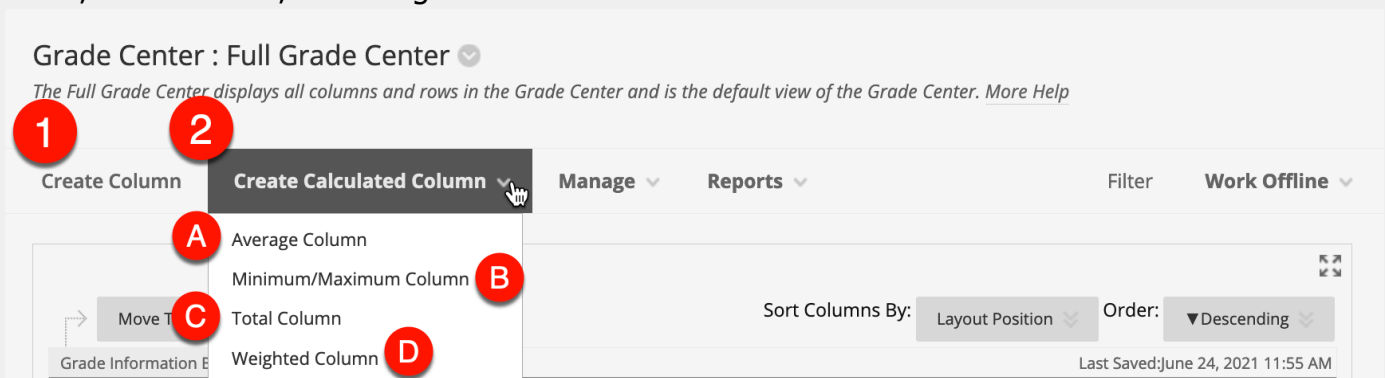 Grade Center : Full Grade Center
The Full Grade Center displays all columns and rows in the Grade Center and is the default view of the Grade Center. More Help
1 2
Create Column Create Calculated Column Manage Reports Filter Work Offline
A Average Column
Minimum/Maximum Column B
Move C Total Column Sort Columns By: Layout Position Order: ▼Descending
Weighted Column D
Grade Information Last Saved:June 24, 2021 11:55 AM